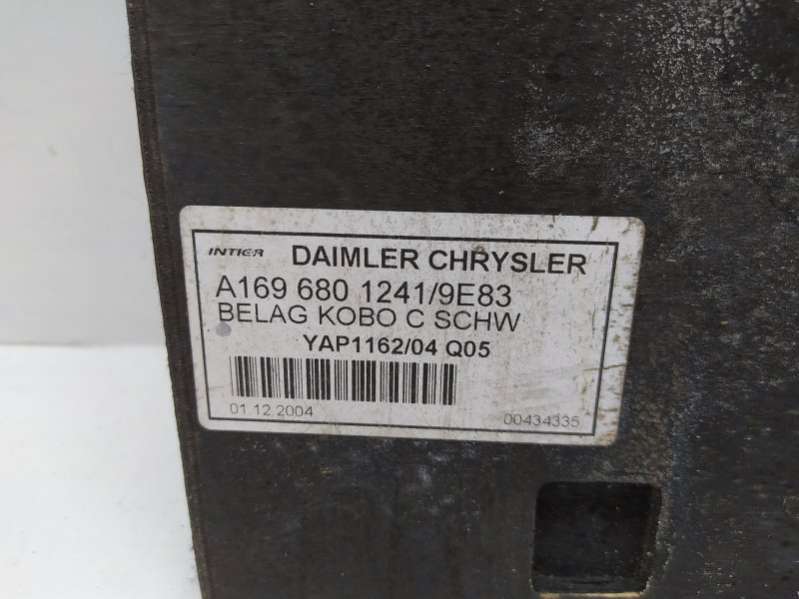 INTIER DAIMLER CHRYSLER
A169 680 1241/9E83
BELAG KOBO C SCHW
YAP1162/04 Q05
01.12.2004 00434335